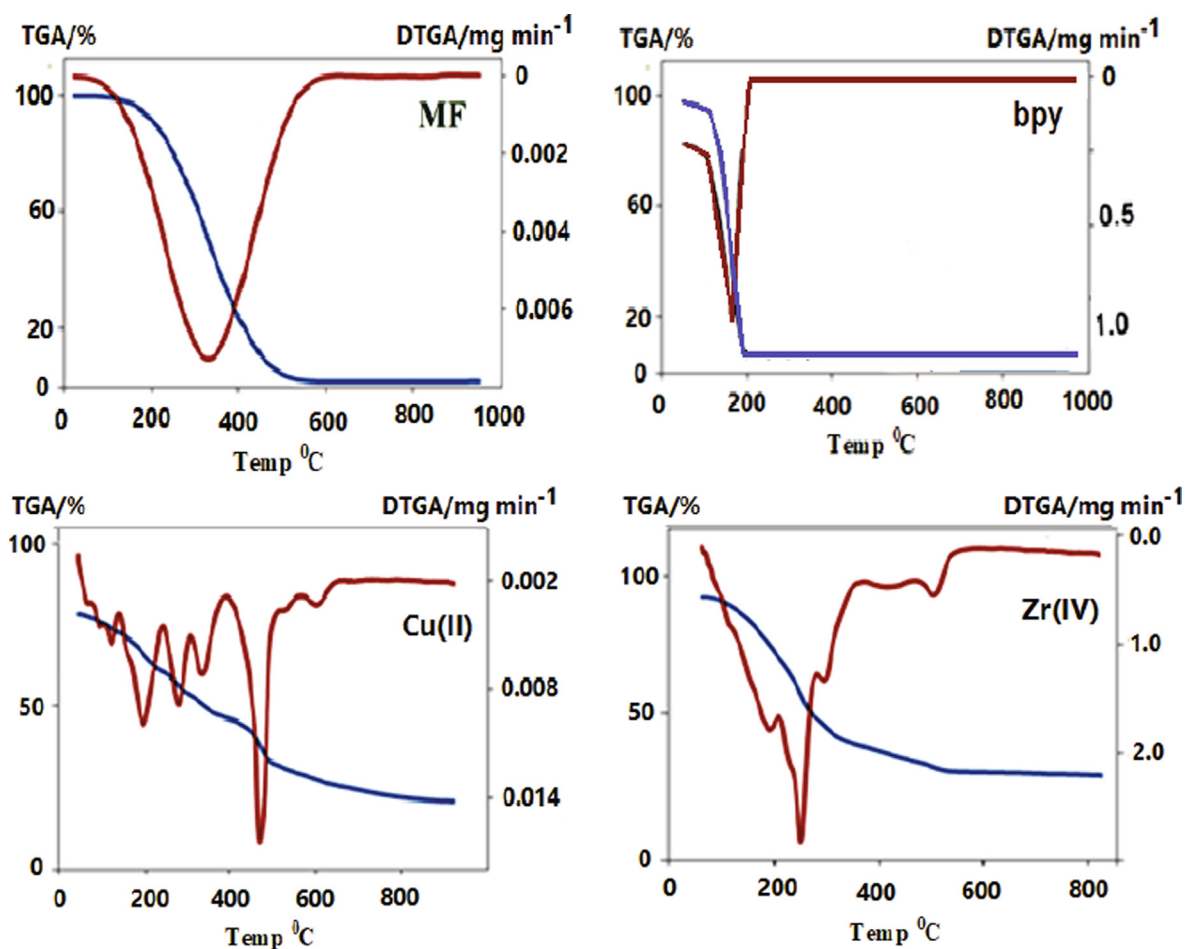 TGA/% DTGA/mg min⁻¹
MF
100
60
20
0
0
0.002
0.004
0.006
0 200 400 600 800 1000
Temp ⁰C
TGA/% DTGA/mg min⁻¹
bpy
100
60
20
0
0
0.5
1.0
0 200 400 600 800 1000
Temp ⁰C
TGA/% DTGA/mg min⁻¹
Cu(II)
100
50
0
0.002
0.008
0.014
0 200 400 600 800
Temp ⁰C
TGA/% DTGA/mg min⁻¹
Zr(IV)
100
50
0
0.0
1.0
2.0
0 200 400 600 800
Temp ⁰C